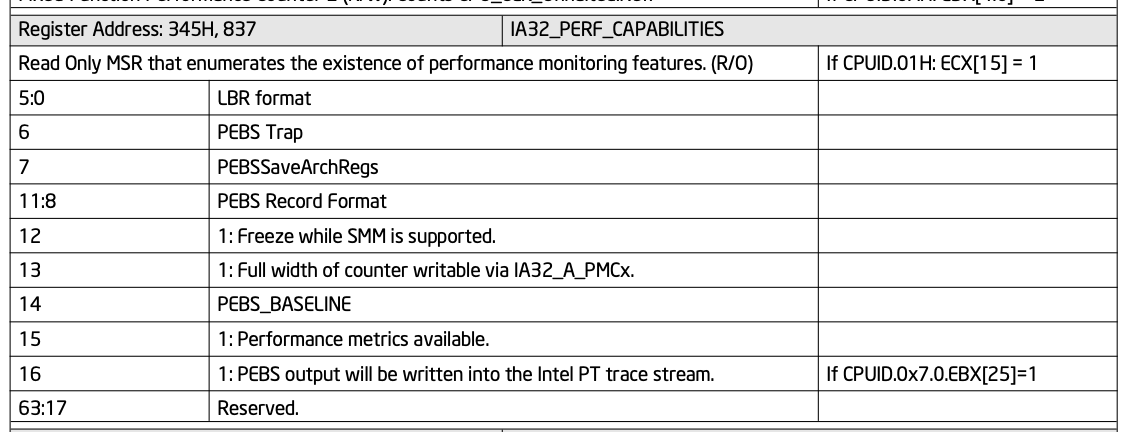 Register Address: 345H, 837 IA32_PERF_CAPABILITIES
Read Only MSR that enumerates the existence of performance monitoring features. (R/O) If CPUID.01H: ECX[15] = 1
5:0 LBR format
6 PEBS Trap
7 PEBSSaveArchRegs
11:8 PEBS Record Format
12 1: Freeze while SMM is supported.
13 1: Full width of counter writable via IA32_A_PMCx.
14 PEBS_BASELINE
15 1: Performance metrics available.
16 1: PEBS output will be written into the Intel PT trace stream. If CPUID.0x7.0.EBX[25]=1
63:17 Reserved.